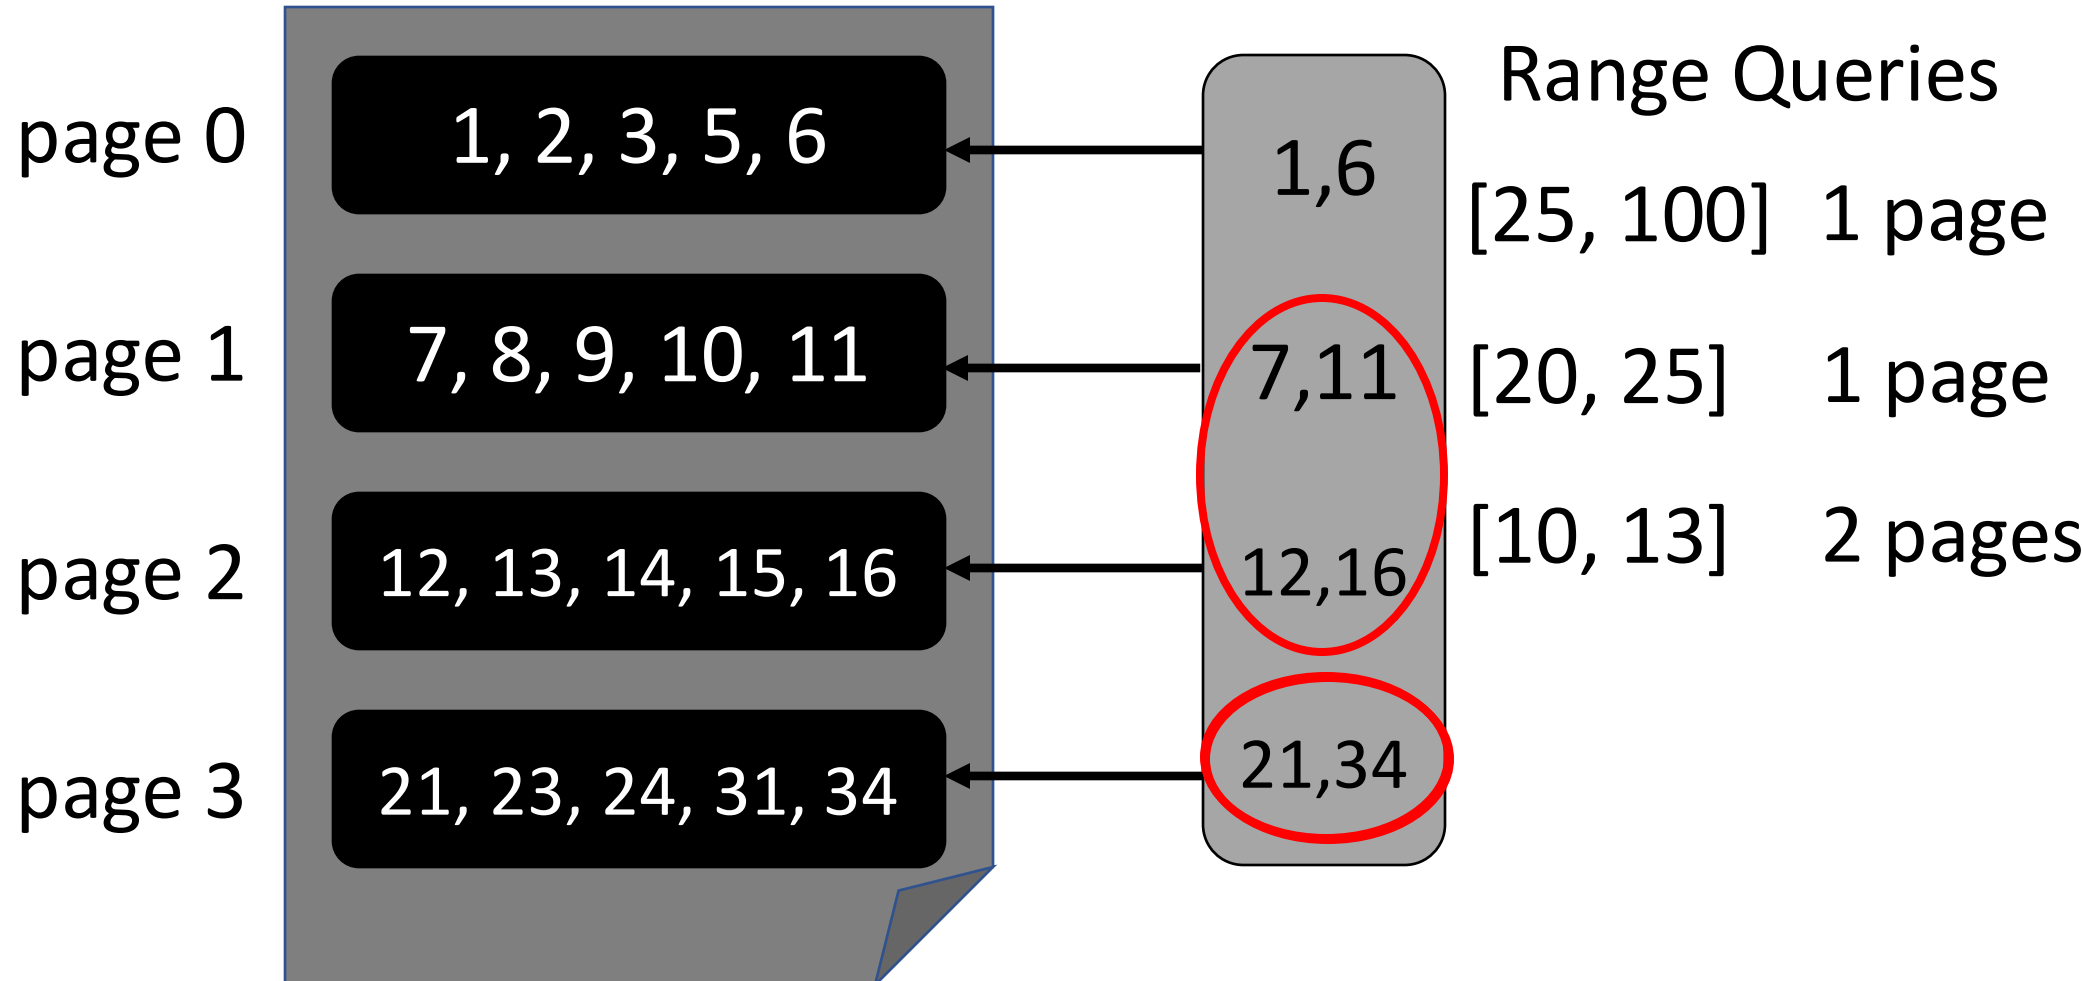 Range Queries
page 0
1, 2, 3, 5, 6
1,6
[25, 100] 1 page
page 1
7, 8, 9, 10, 11
7,11
[20, 25] 1 page
page 2
12, 13, 14, 15, 16
12,16
[10, 13] 2 pages
page 3
21, 23, 24, 31, 34
21,34